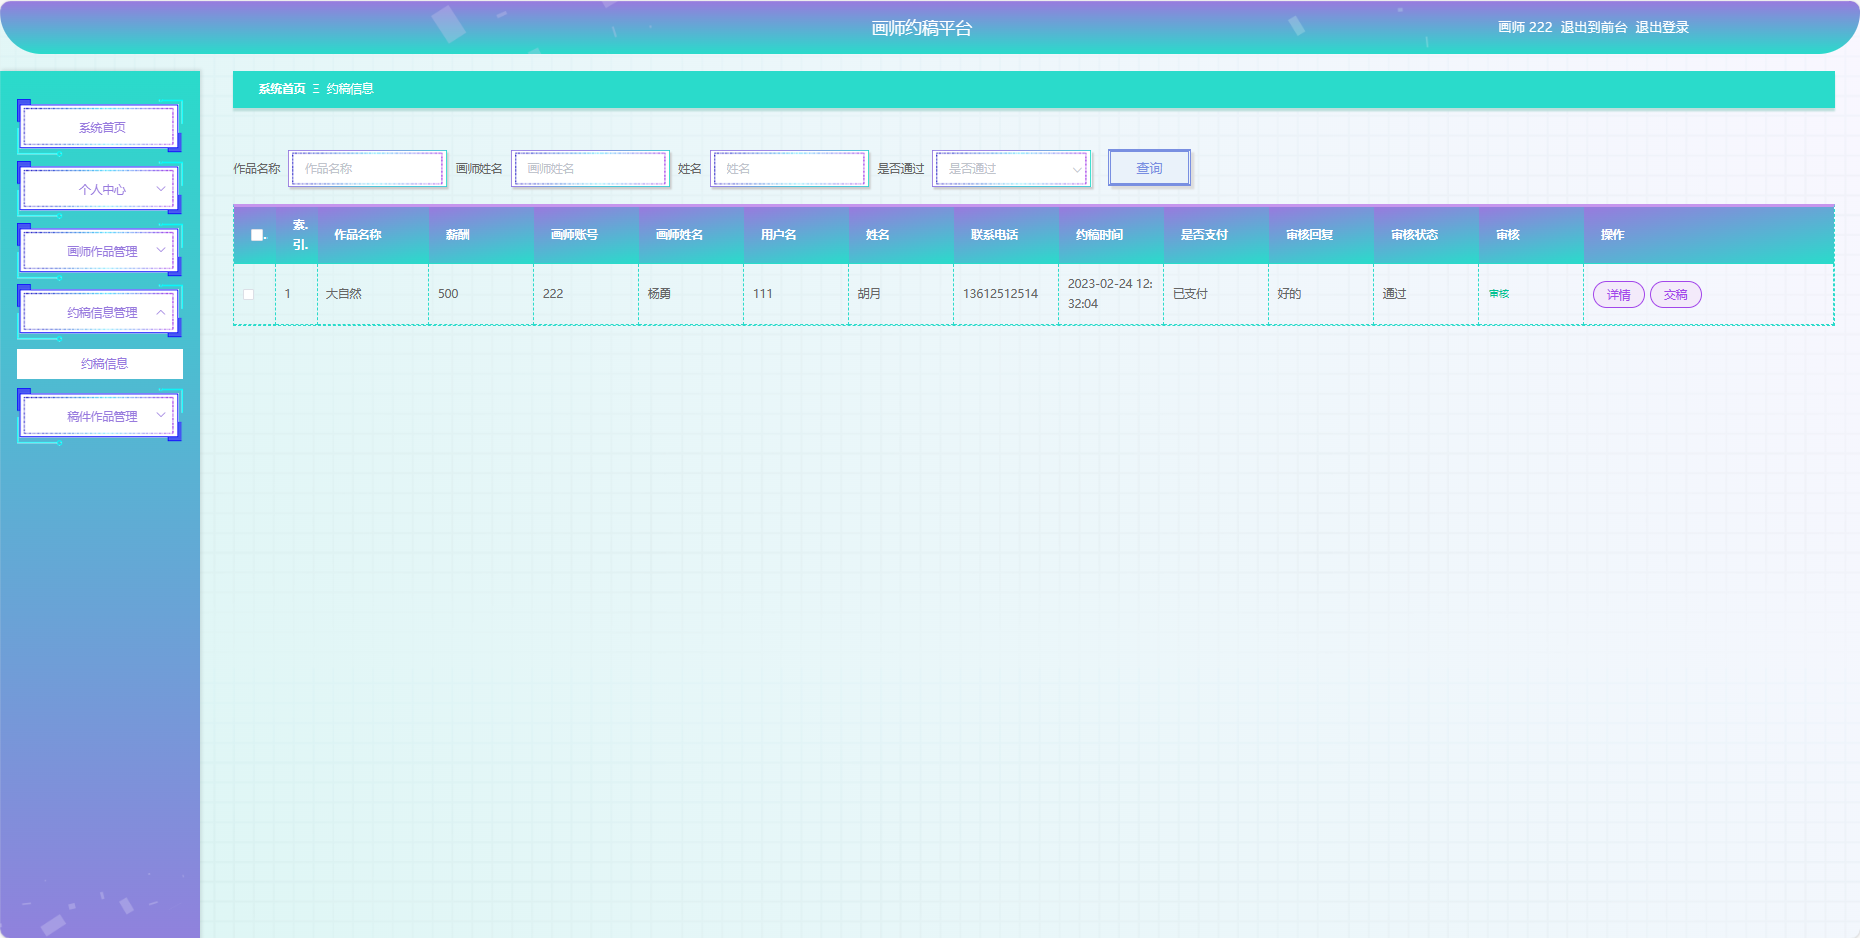 画师约稿平台
画师 222 退出到前台 退出登录
系统首页
个人中心
画师作品管理
约稿信息管理
约稿信息
稿件作品管理
系统首页 Ξ 约稿信息
作品名称 作品名称 画师姓名 画师姓名 姓名 姓名 是否通过 是否通过 查询
索引 作品名称 薪酬 画师账号 画师姓名 用户名 姓名 联系电话 约稿时间 是否支付 审核回复 审核状态 审核 操作
1 大自然 500 222 杨勇 111 胡月 13612512514 2023-02-24 12:32:04 已支付 好的 通过 审核 详情 交稿